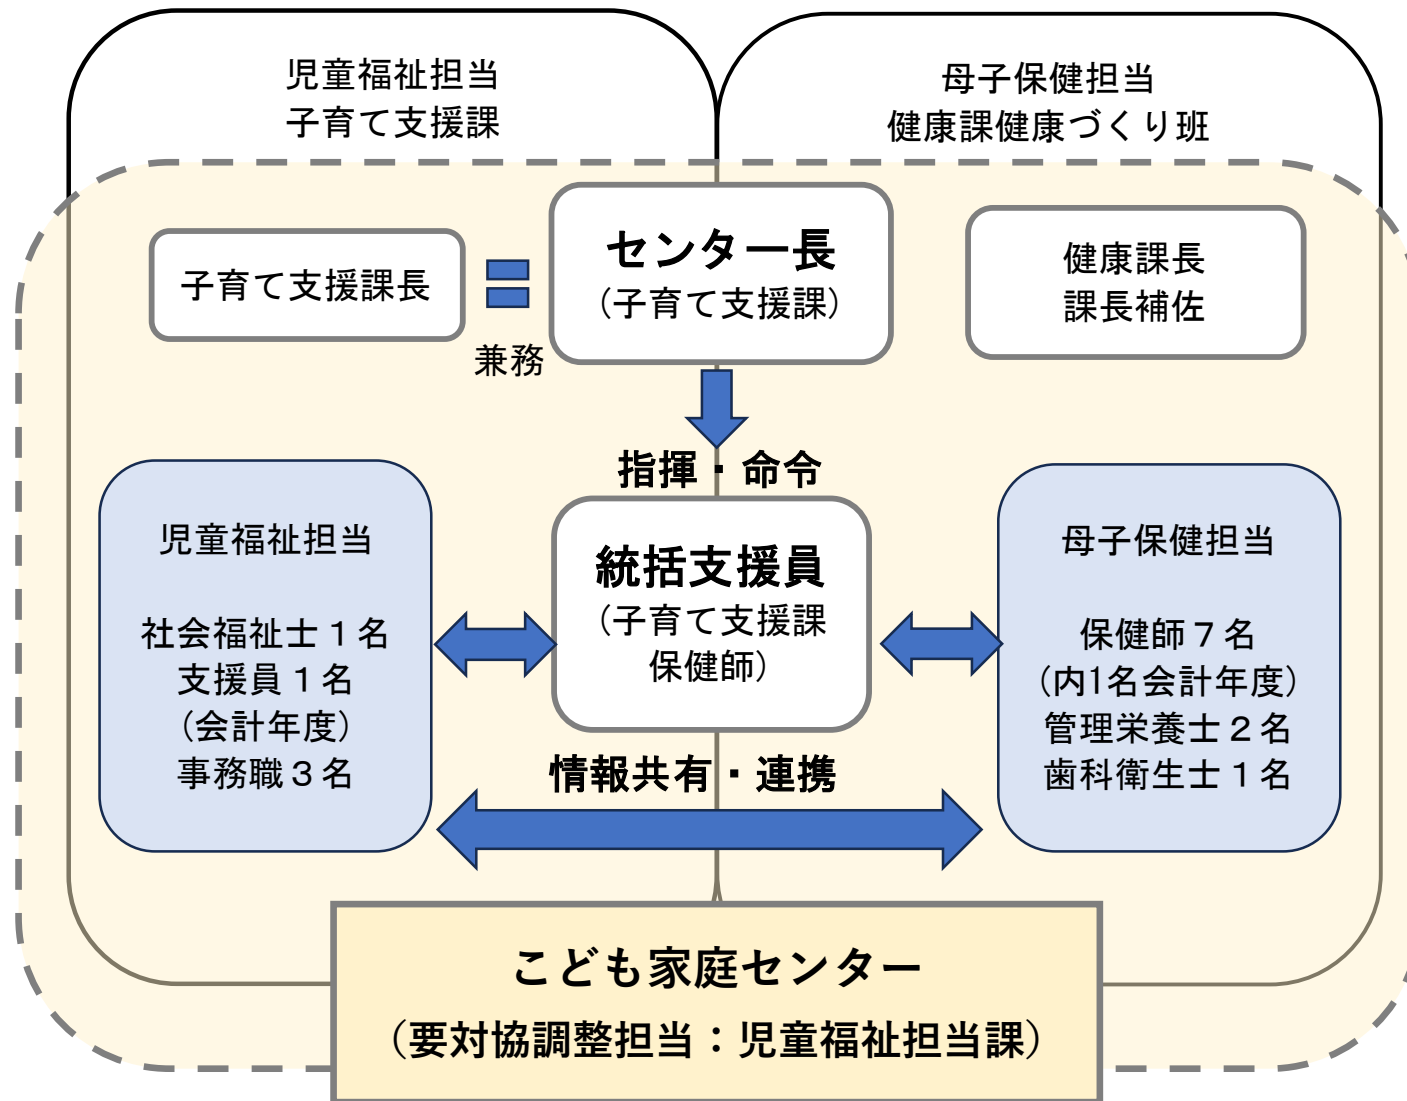 児童福祉担当
子育て支援課
母子保健担当
健康課健康づくり班
子育て支援課長
兼務
センター長
（子育て支援課）
健康課長
課長補佐
指揮・命令
児童福祉担当
社会福祉士１名
支援員１名
（会計年度）
事務職３名
統括支援員
（子育て支援課
保健師）
母子保健担当
保健師７名
（内1名会計年度）
管理栄養士２名
歯科衛生士１名
情報共有・連携
こども家庭センター
（要対協調整担当：児童福祉担当課）